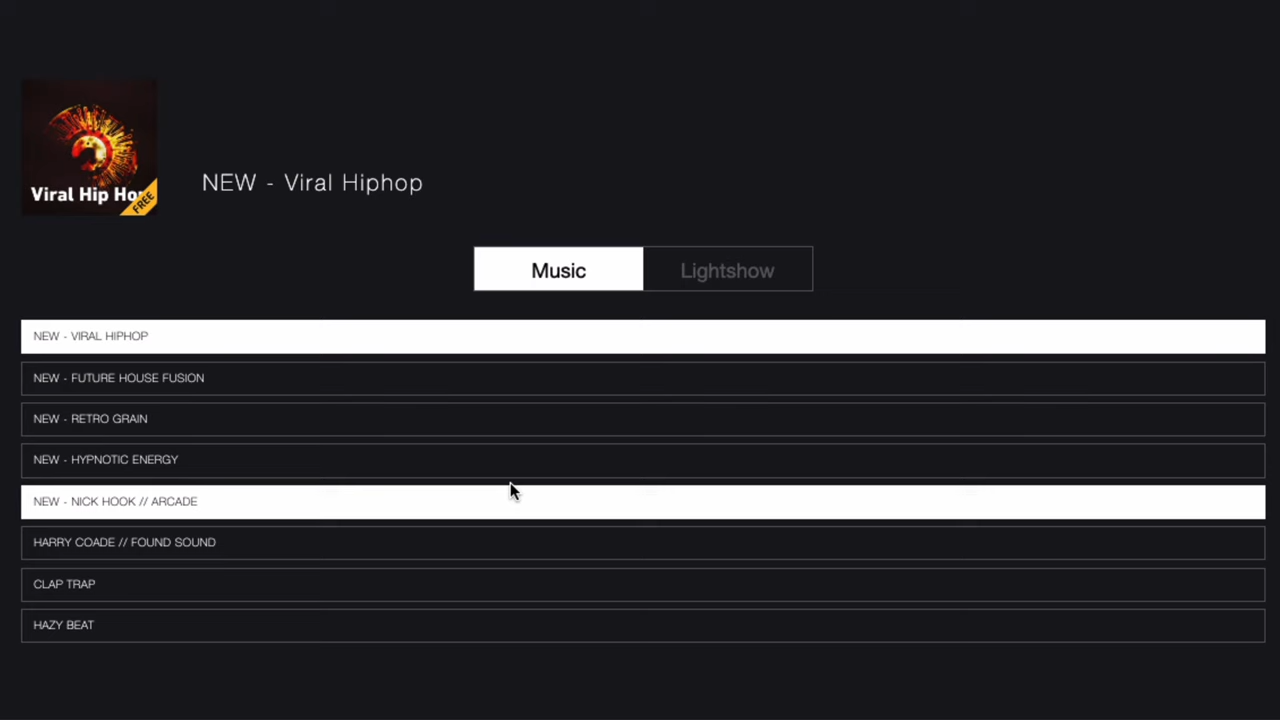 Viral Hip Ho
FREE
NEW - Viral Hiphop
Music
Lightshow
NEW - VIRAL HIPHOP
NEW - FUTURE HOUSE FUSION
NEW - RETRO GRAIN
NEW - HYPNOTIC ENERGY
NEW - NICK HOOK // ARCADE
HARRY COADE // FOUND SOUND
CLAP TRAP
HAZY BEAT